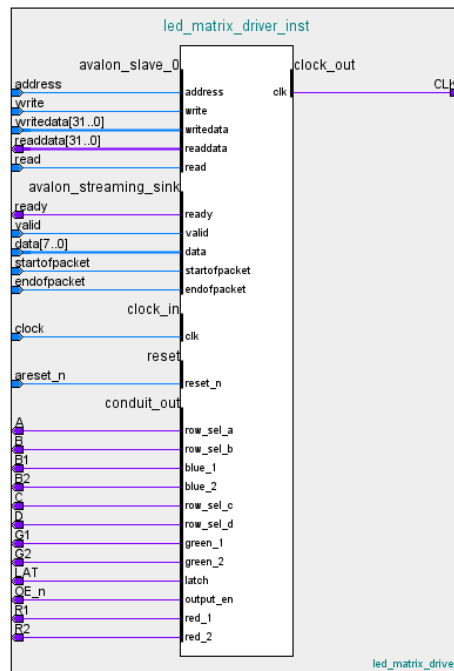 led_matrix_driver_inst
avalon_slave_0 clock_out
address address clk CLK
write write
writedata[31..0] writedata
readdata[31..0] readdata
read read
avalon_streaming_sink
ready ready
valid valid
data[7..0] data
startofpacket startofpacket
endofpacket endofpacket
clock_in
clock clk
reset
areset_n reset_n
conduit_out
A row_sel_a
B row_sel_b
B1 blue_1
B2 blue_2
C row_sel_c
D row_sel_d
G1 green_1
G2 green_2
LAT latch
OE_n output_en
R1 red_1
R2 red_2
led_matrix_drive